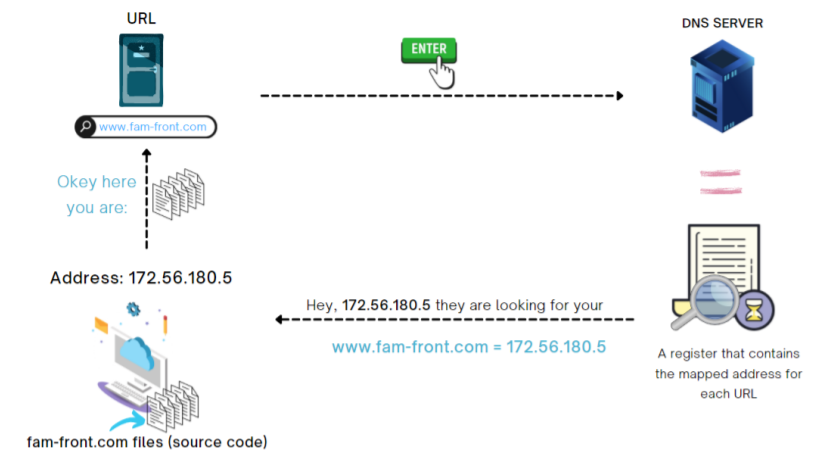 URL
DNS SERVER
ENTER
www.fam-front.com
Okey here
you are:
Address: 172.56.180.5
Hey, 172.56.180.5 they are looking for your
www.fam-front.com = 172.56.180.5
A register that contains
the mapped address for
each URL
fam-front.com files (source code)